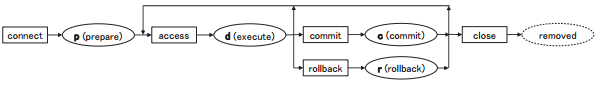 connect
p (prepare)
access
d (execute)
commit
c (commit)
close
removed
rollback
r (rollback)